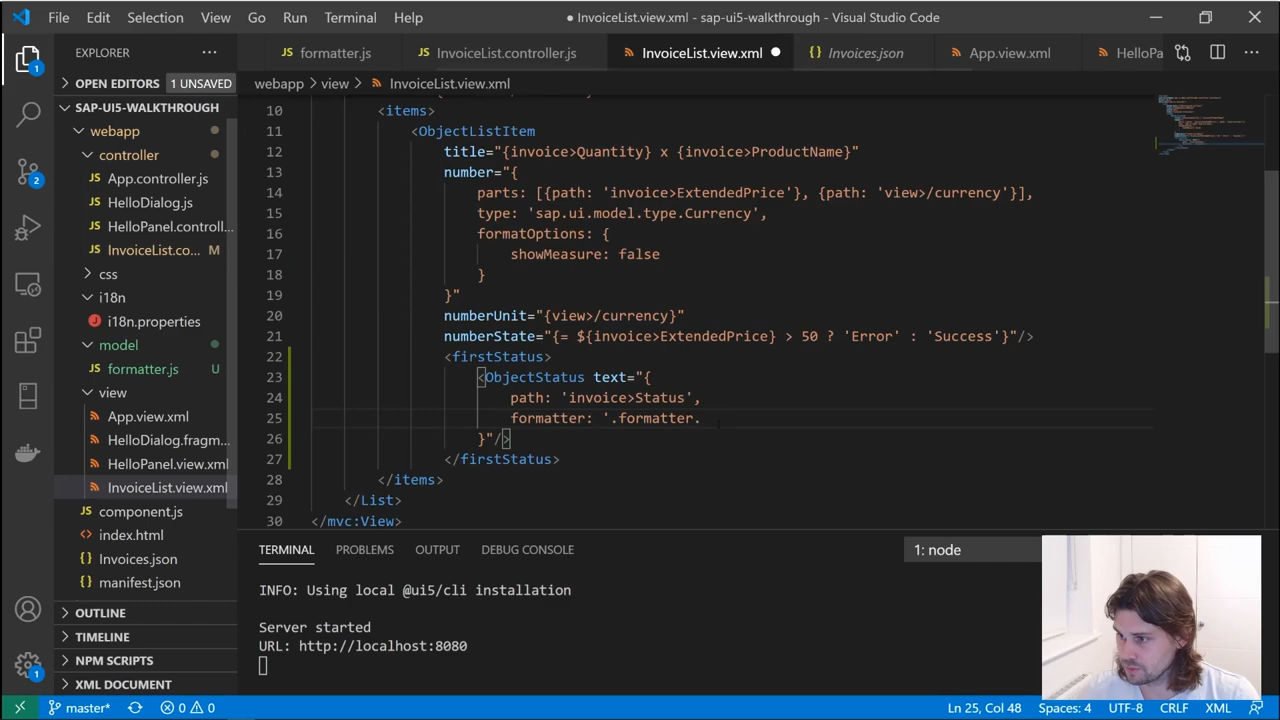 File Edit Selection View Go Run Terminal Help
● InvoiceList.view.xml - sap-ui5-walkthrough - Visual Studio Code
EXPLORER
formatter.js InvoiceList.controller.js InvoiceList.view.xml Invoices.json App.view.xml HelloPa
OPEN EDITORS 1 UNSAVED
webapp > view > InvoiceList.view.xml
SAP-UI5-WALKTHROUGH
webapp
controller
App.controller.js
HelloDialog.js
HelloPanel.controll...
InvoiceList.co... M
css
i18n
i18n.properties
model
formatter.js U
view
App.view.xml
HelloDialog.fragm...
HelloPanel.view.xml
InvoiceList.view.xml
component.js
index.html
Invoices.json
manifest.json
OUTLINE
TIMELINE
NPM SCRIPTS
XML DOCUMENT
10 <items>
11 <ObjectListItem
12 title="{invoice>Quantity} x {invoice>ProductName}"
13 number="{
14 parts: [{path: 'invoice>ExtendedPrice'}, {path: 'view>/currency'}],
15 type: 'sap.ui.model.type.Currency',
16 formatOptions: {
17 showMeasure: false
18 }
19 }"
20 numberUnit="{view>/currency}"
21 numberState="{= ${invoice>ExtendedPrice} > 50 ? 'Error' : 'Success'}"/>
22 <firstStatus>
23 <ObjectStatus text="{
24 path: 'invoice>Status',
25 formatter: '.formatter.
26 }"/>
27 </firstStatus>
28 </items>
29 </List>
30 </mvc:View>
TERMINAL PROBLEMS OUTPUT DEBUG CONSOLE 1: node
INFO: Using local @ui5/cli installation
Server started
URL: http://localhost:8080
master* 0 0 Ln 25, Col 48 Spaces: 4 UTF-8 CRLF XML
1
2
1